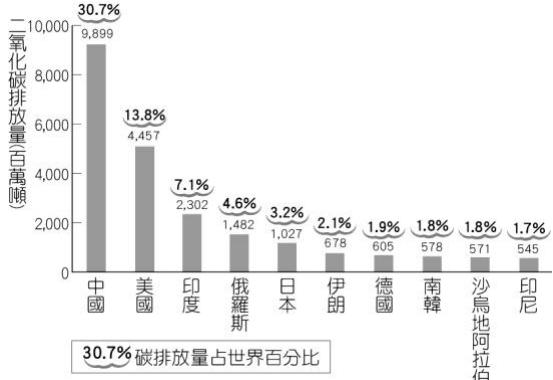 二氧化碳排放量(百萬噸)
10,000
8,000
6,000
4,000
2,000
0
30.7%
9,899
13.8%
4,457
7.1%
2,302
4.6%
1,482
3.2%
1,027
2.1%
678
1.9%
605
1.8%
578
1.8%
571
1.7%
545
中國
美國
印度
俄羅斯
日本
伊朗
德國
南韓
沙烏地阿拉伯
印尼
30.7% 碳排放量占世界百分比